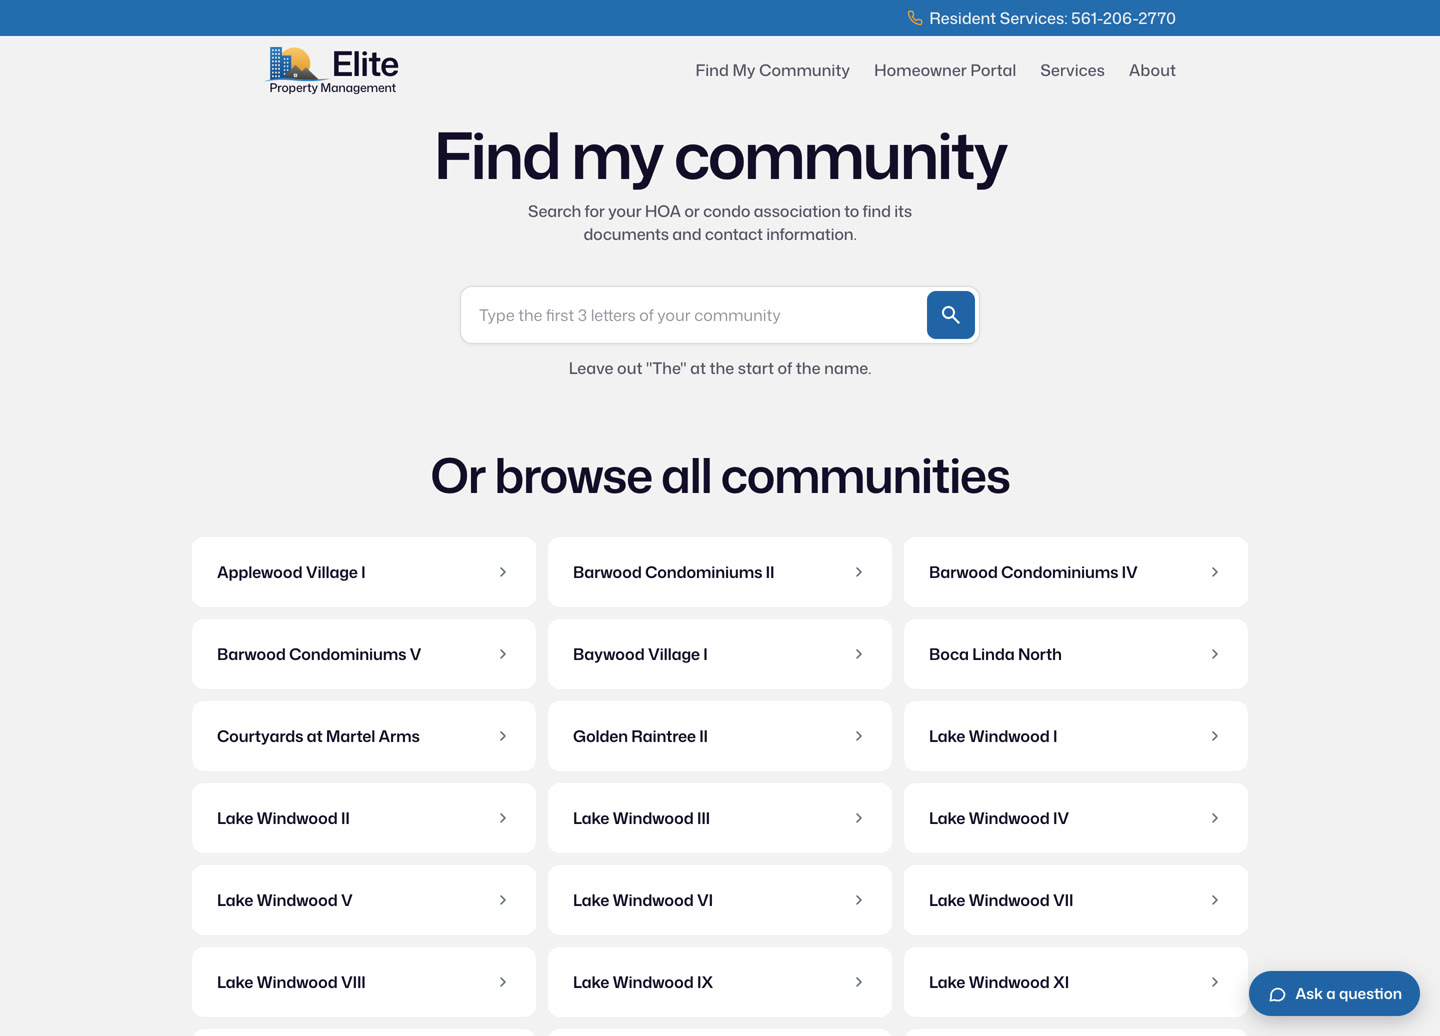 Resident Services: 561-206-2770
Elite
Property Management
Find My Community
Homeowner Portal
Services
About
Find my community
Search for your HOA or condo association to find its
documents and contact information.
Type the first 3 letters of your community
Leave out "The" at the start of the name.
Or browse all communities
Applewood Village I
Barwood Condominiums II
Barwood Condominiums IV
Barwood Condominiums V
Baywood Village I
Boca Linda North
Courtyards at Martel Arms
Golden Raintree II
Lake Windwood I
Lake Windwood II
Lake Windwood III
Lake Windwood IV
Lake Windwood V
Lake Windwood VI
Lake Windwood VII
Lake Windwood VIII
Lake Windwood IX
Lake Windwood XI
Ask a question